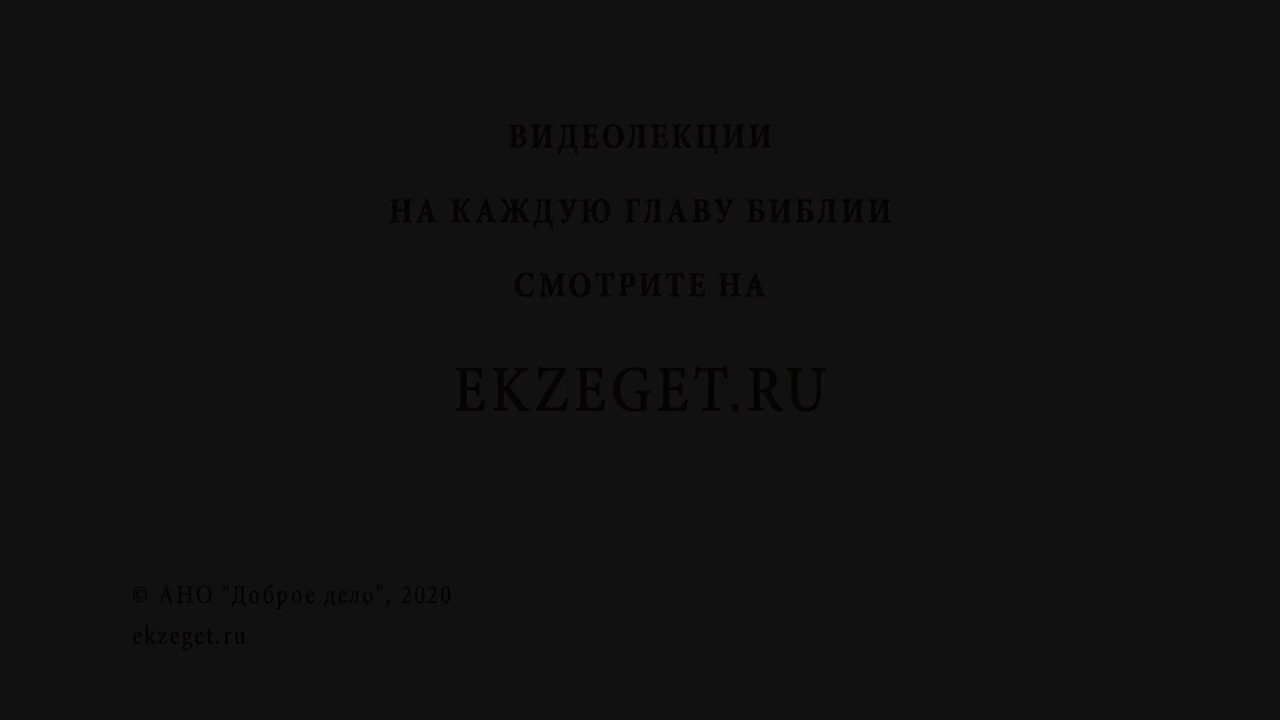 ВИДЕОЛЕКЦИИ
НА КАЖДУЮ ГЛАВУ БИБЛИИ
СМОТРИТЕ НА
EKZEGET.RU
© АНО "Доброе дело", 2020
ekzeget.ru